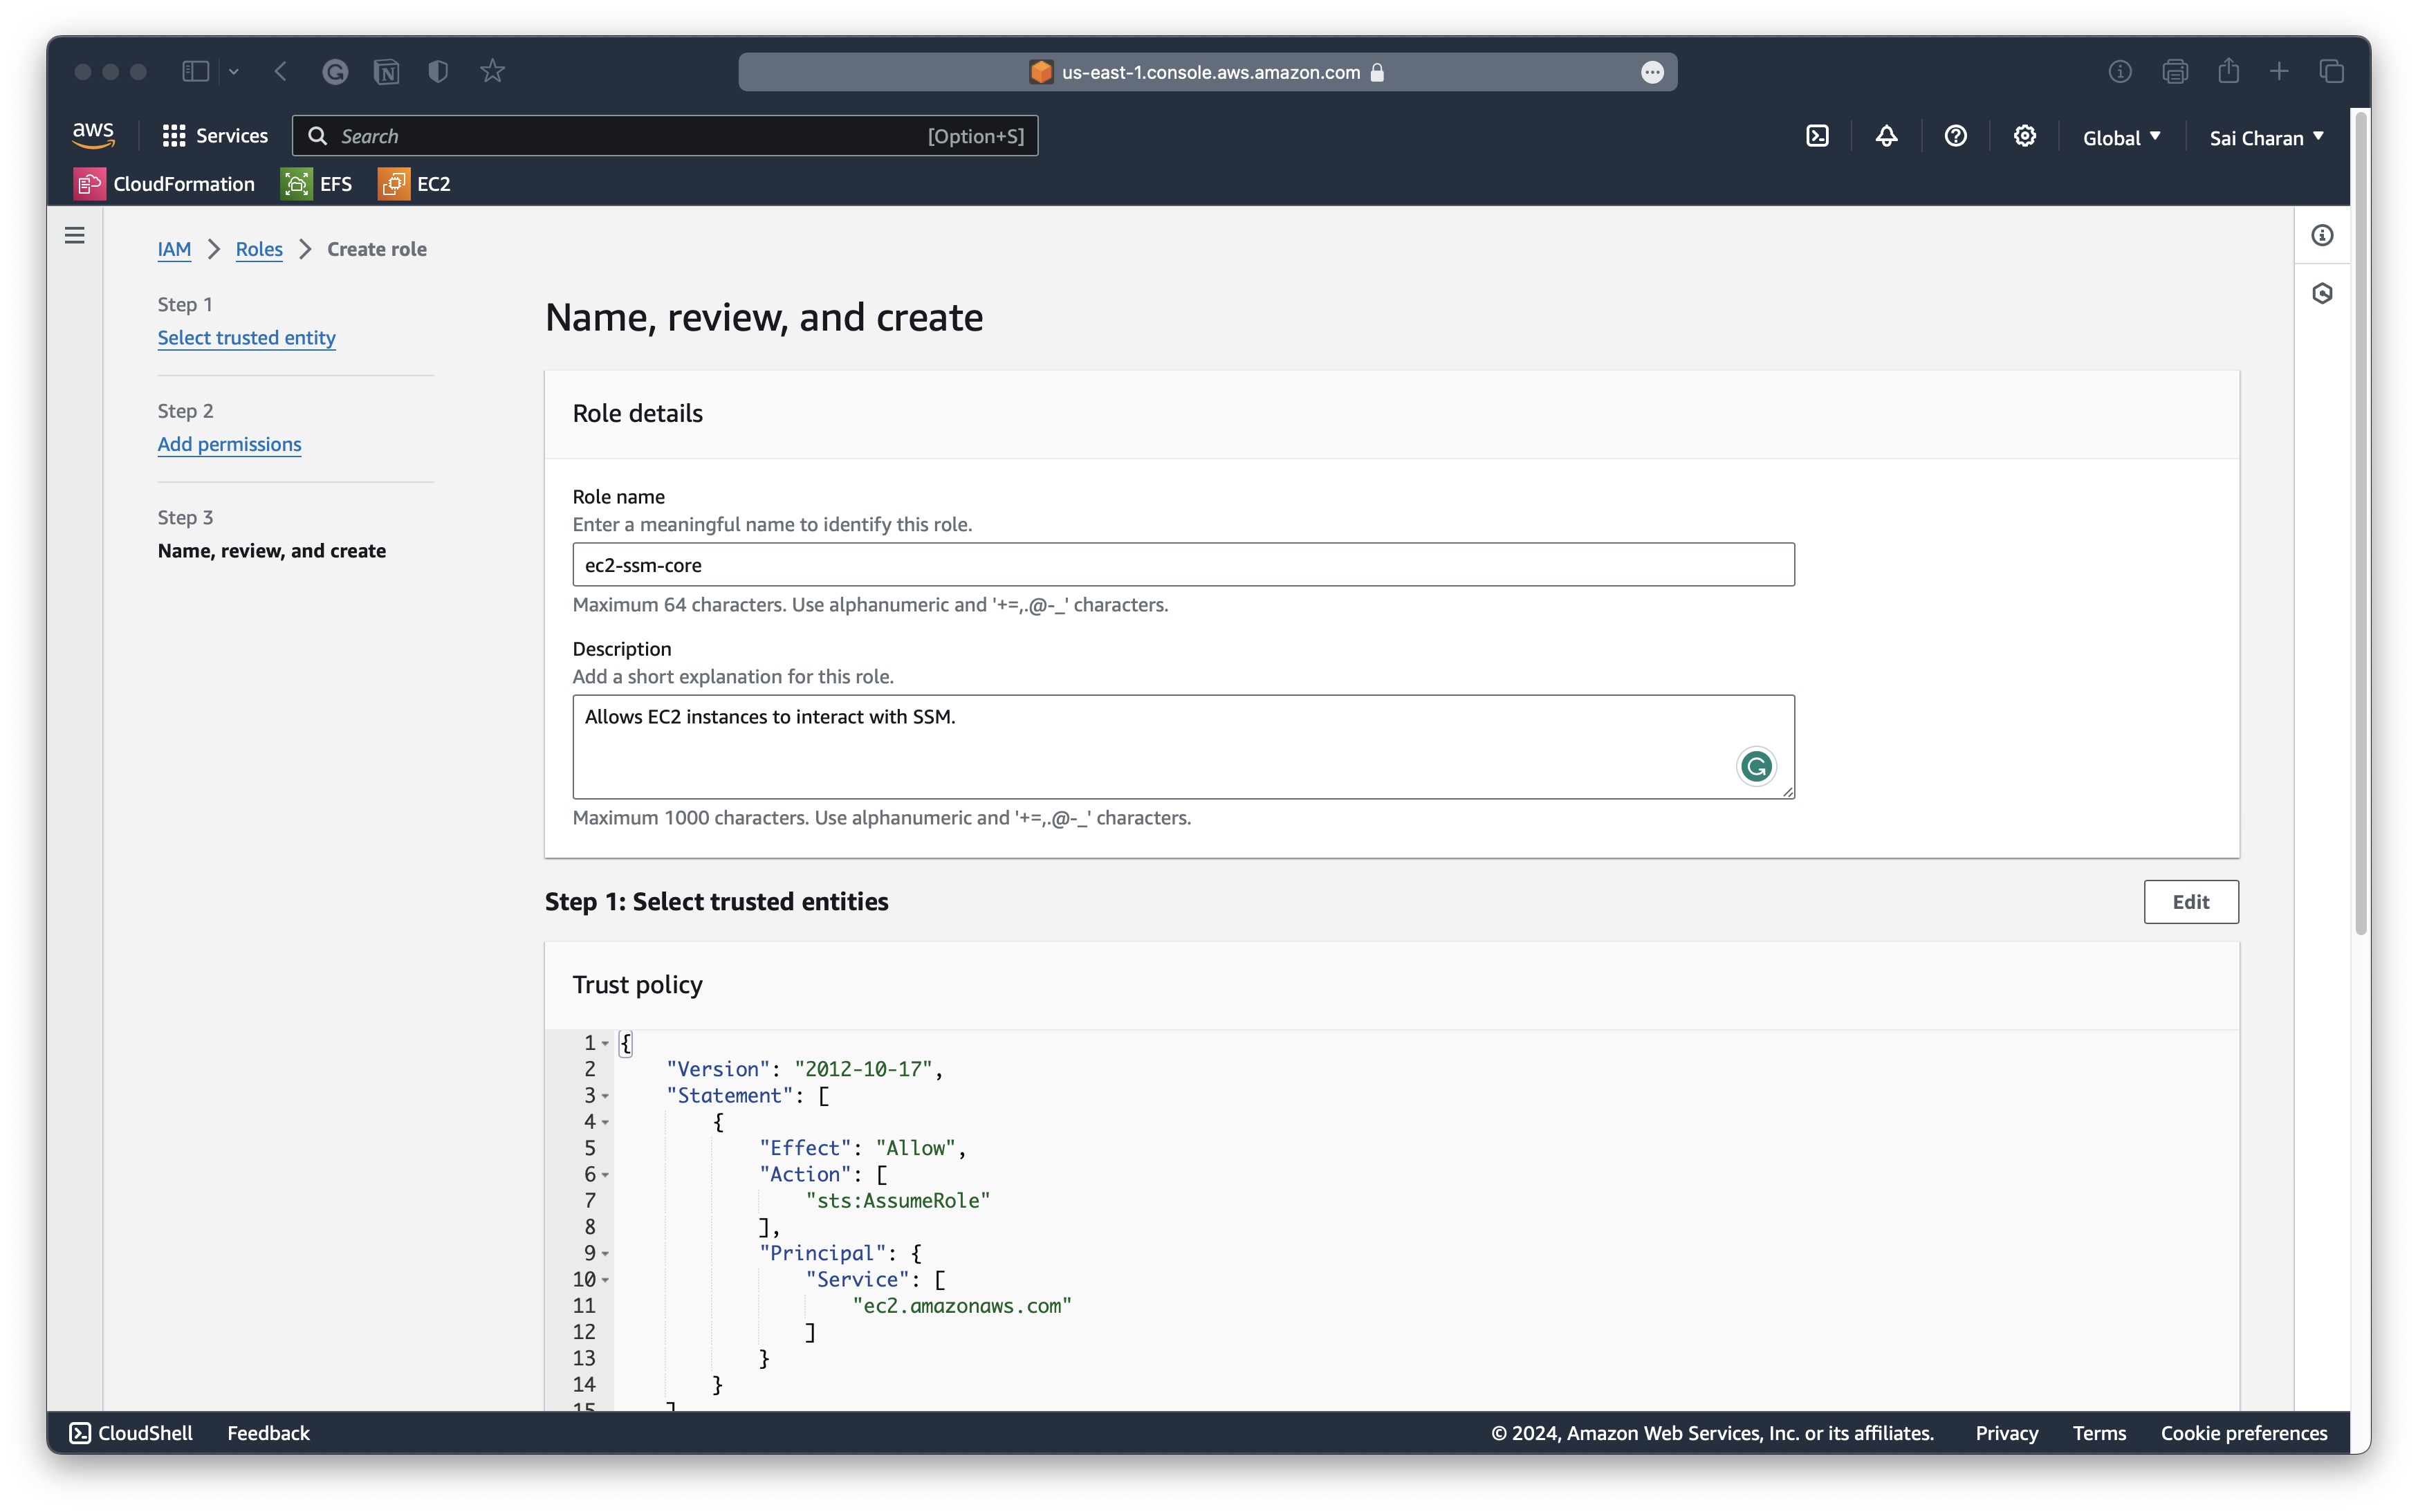 us-east-1.console.aws.amazon.com
aws
Services
Search
[Option+S]
Global
Sai Charan
CloudFormation
EFS
EC2
IAM > Roles > Create role
Step 1
Select trusted entity
Step 2
Add permissions
Step 3
Name, review, and create
Name, review, and create
Role details
Role name
Enter a meaningful name to identify this role.
ec2-ssm-core
Maximum 64 characters. Use alphanumeric and '+=,.@-_' characters.
Description
Add a short explanation for this role.
Allows EC2 instances to interact with SSM.
Maximum 1000 characters. Use alphanumeric and '+=,.@-_' characters.
Step 1: Select trusted entities
Edit
Trust policy
1 {
2     "Version": "2012-10-17",
3     "Statement": [
4         {
5             "Effect": "Allow",
6             "Action": [
7                 "sts:AssumeRole"
8             ],
9             "Principal": {
10                 "Service": [
11                     "ec2.amazonaws.com"
12                 ]
13             }
14         }
15     ]
CloudShell
Feedback
© 2024, Amazon Web Services, Inc. or its affiliates.
Privacy
Terms
Cookie preferences